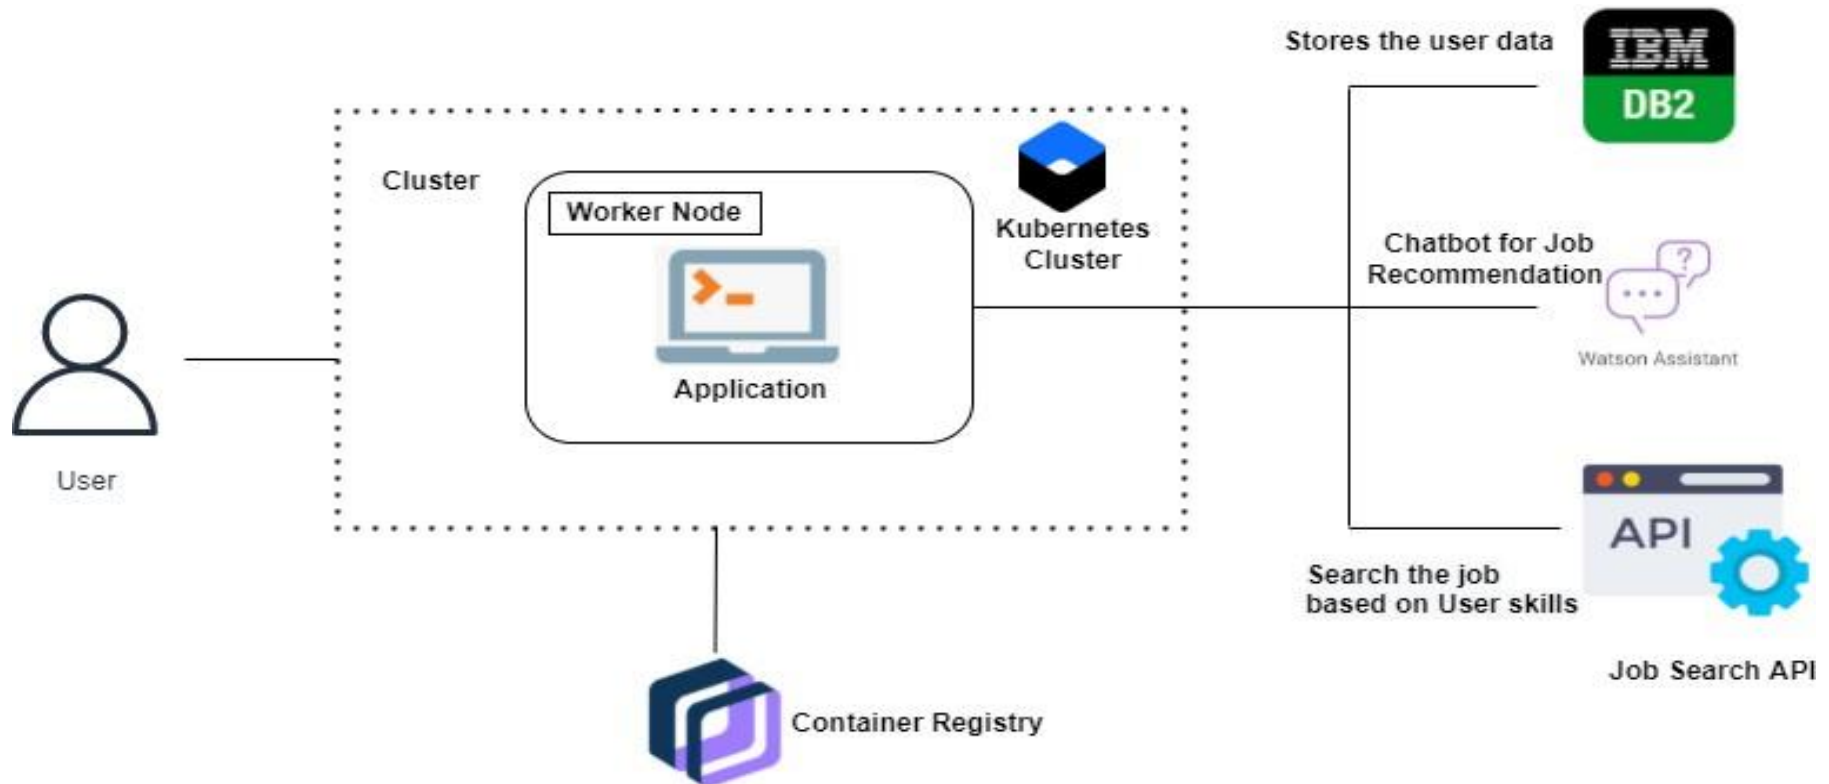 Stores the user data
IBM
DB2
Cluster
Worker Node
Kubernetes
Cluster
Chatbot for Job
Recommendation
?
Watson Assistant
Application
User
API
Search the job
based on User skills
Job Search API
Container Registry